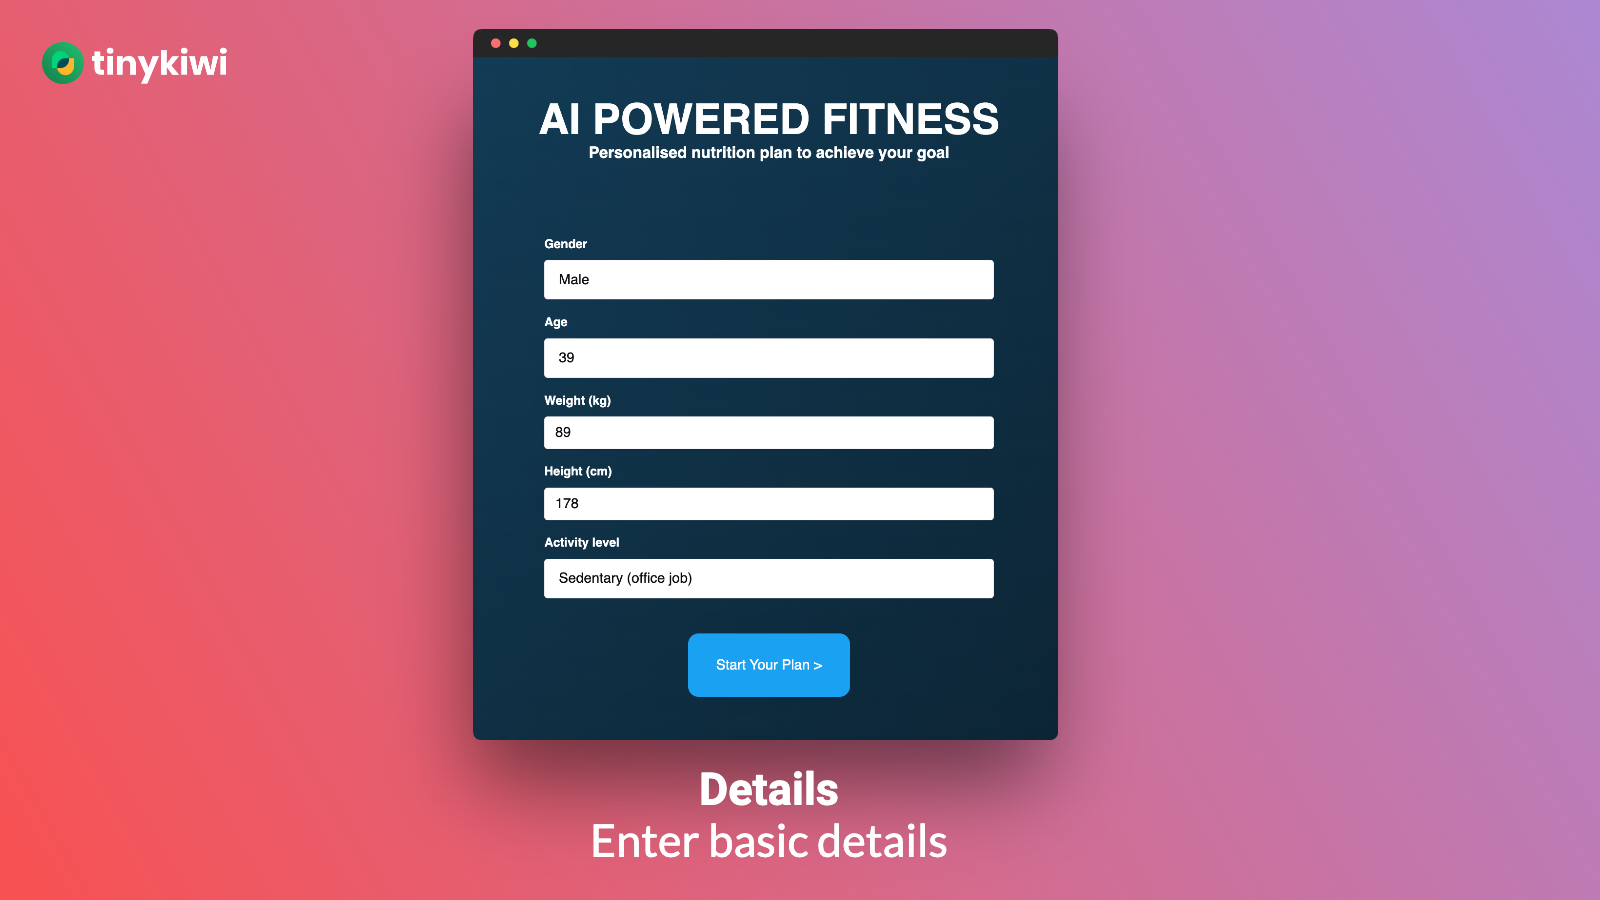 tinykiwi
AI POWERED FITNESS
Personalised nutrition plan to achieve your goal
Gender
Male
Age
39
Weight (kg)
89
Height (cm)
178
Activity level
Sedentary (office job)
Start Your Plan >
Details
Enter basic details